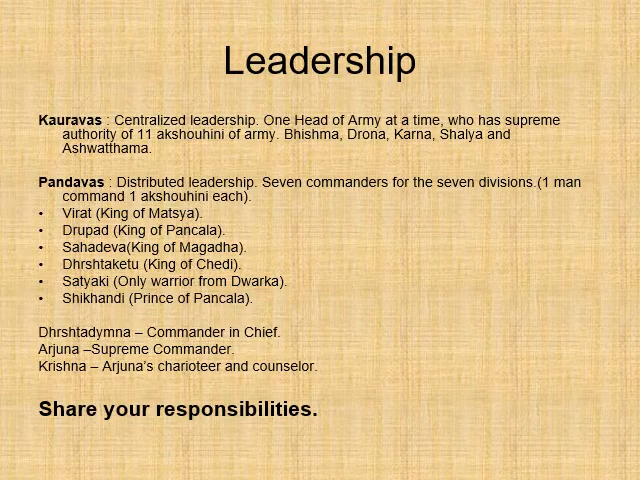 Leadership
Kauravas : Centralized leadership. One Head of Army at a time, who has supreme
authority of 11 akshouhini of army. Bhishma, Drona, Karna, Shalya and
Ashwatthama.
Pandavas : Distributed leadership. Seven commanders for the seven divisions.(1 man
command 1 akshouhini each).
• Virat (King of Matsya).
• Drupad (King of Pancala).
• Sahadeva(King of Magadha).
• Dhrshtaketu (King of Chedi).
• Satyaki (Only warrior from Dwarka).
• Shikhandi (Prince of Pancala).
Dhrshtadymna – Commander in Chief.
Arjuna –Supreme Commander.
Krishna – Arjuna's charioteer and counselor.
Share your responsibilities.